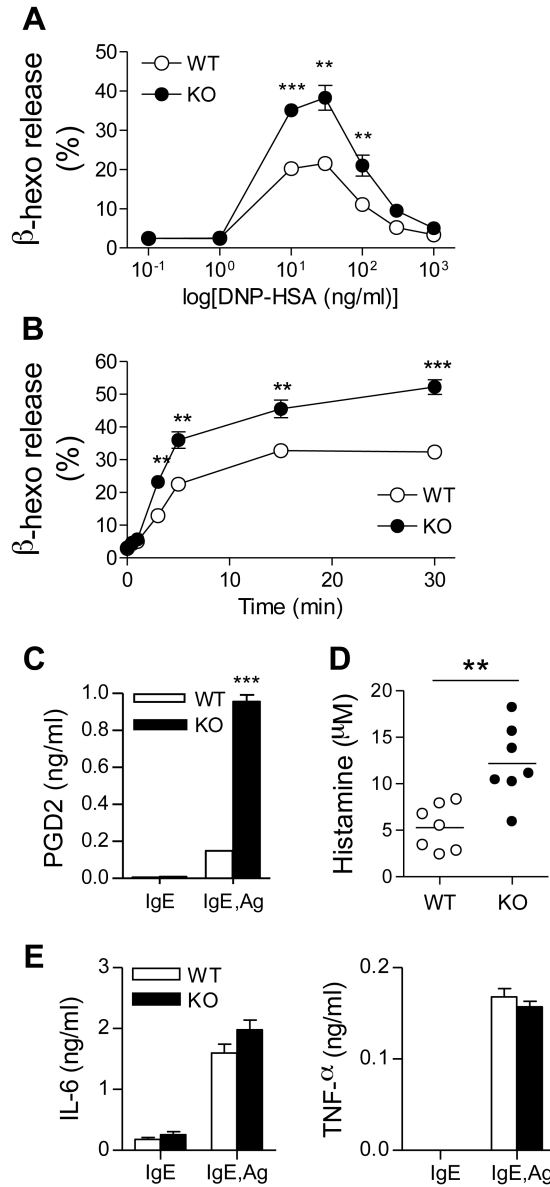 A
β-hexo release
(%)
50
40
30
20
10
0
WT
KO
***
**
**
10⁻¹
10⁰
10¹
10²
10³
log[DNP-HSA (ng/ml)]
B
β-hexo release
(%)
60
50
40
30
20
10
0
**
**
**
***
WT
KO
0
10
20
30
Time (min)
C
PGD2 (ng/ml)
1.0
0.8
0.6
0.4
0.2
0.0
WT
KO
***
IgE
IgE,Ag
D
Histamine (μM)
20
15
10
5
0
**
WT
KO
E
IL-6 (ng/ml)
3
2
1
0
WT
KO
IgE
IgE,Ag
TNF-α (ng/ml)
0.2
0.1
0.0
IgE
IgE,Ag